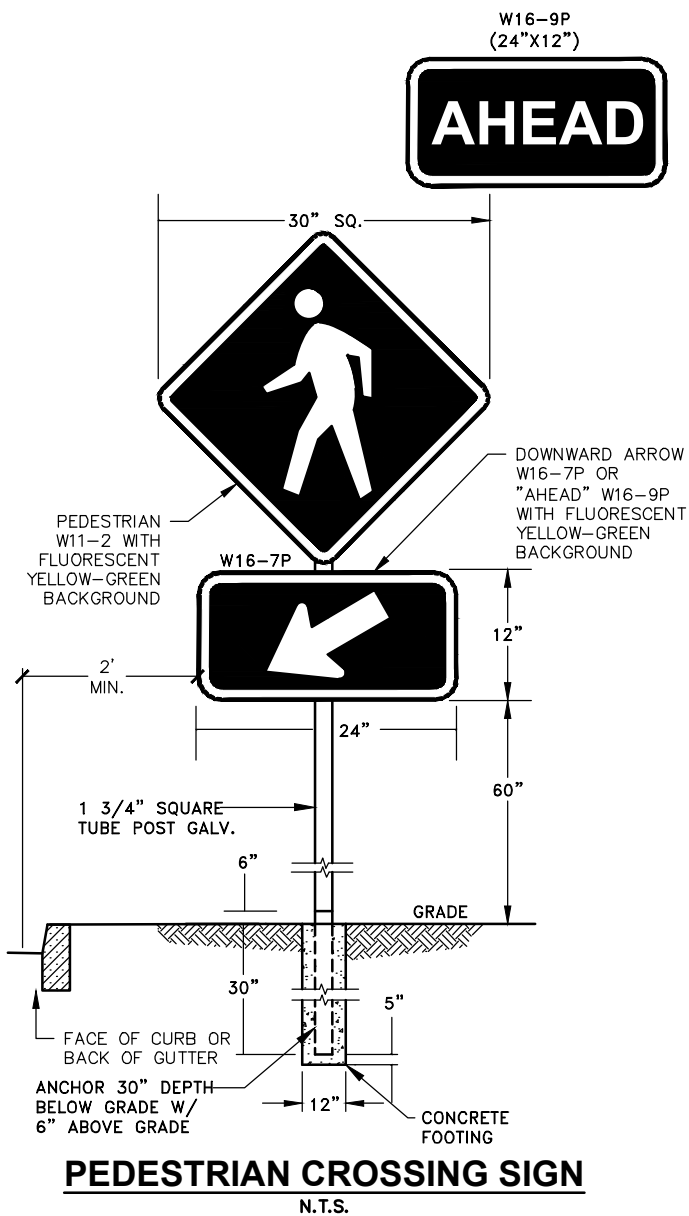 W16-9P
(24"X12")
AHEAD
30" SQ.
DOWNWARD ARROW
W16-7P OR
"AHEAD" W16-9P
WITH FLUORESCENT
YELLOW-GREEN
BACKGROUND
PEDESTRIAN
W11-2 WITH
FLUORESCENT
YELLOW-GREEN
BACKGROUND
W16-7P
12"
2'
MIN.
24"
60"
1 3/4" SQUARE
TUBE POST GALV.
6"
GRADE
30"
5"
FACE OF CURB OR
BACK OF GUTTER
ANCHOR 30" DEPTH
BELOW GRADE W/
6" ABOVE GRADE
12"
CONCRETE
FOOTING
PEDESTRIAN CROSSING SIGN
N.T.S.